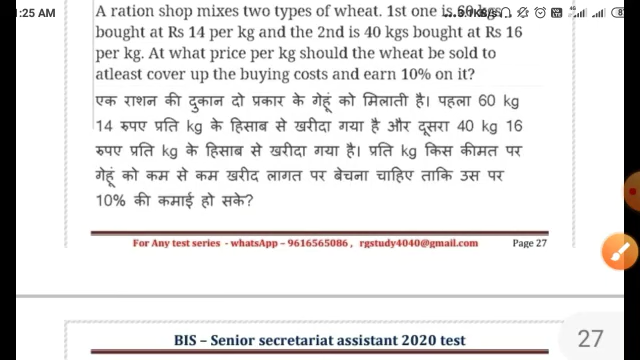 :25 AM
A ration shop mixes two types of wheat. 1st one is 60 kgs
bought at Rs 14 per kg and the 2nd is 40 kgs bought at Rs 16
per kg. At what price per kg should the wheat be sold to
atleast cover up the buying costs and earn 10% on it?
एक राशन की दुकान दो प्रकार के गेहूं को मिलाती है। पहला 60 kg
14 रुपए प्रति kg के हिसाब से खरीदा गया है और दूसरा 40 kg 16
रुपए प्रति kg के हिसाब से खरीदा गया है। प्रति kg किस कीमत पर
गेहूं को कम से कम खरीद लागत पर बेचना चाहिए ताकि उस पर
10% की कमाई हो सके?
For Any test series - whatsApp – 9616565086 , rgstudy4040@gmail.com Page 27
BIS – Senior secretariat assistant 2020 test
27